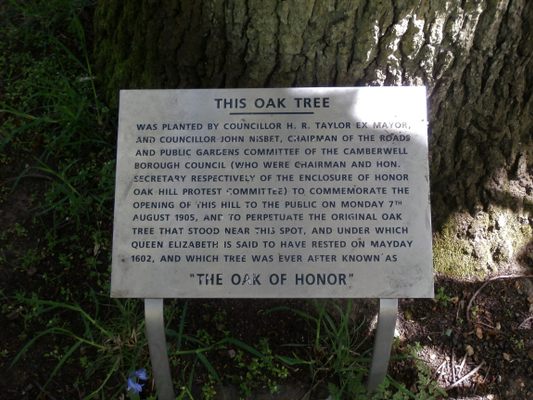 THIS OAK TREE
WAS PLANTED BY COUNCILLOR H. R. TAYLOR EX MAYOR,
AND COUNCILLOR JOHN NISBET, CHAIRMAN OF THE ROADS
AND PUBLIC GARDENS COMMITTEE OF THE CAMBERWELL
BOROUGH COUNCIL (WHO WERE CHAIRMAN AND HON.
SECRETARY RESPECTIVELY OF THE ENCLOSURE OF HONOR
OAK HILL PROTEST COMMITTEE) TO COMMEMORATE THE
OPENING OF THIS HILL TO THE PUBLIC ON MONDAY 7TH
AUGUST 1905, AND TO PERPETUATE THE ORIGINAL OAK
TREE THAT STOOD NEAR THIS SPOT, AND UNDER WHICH
QUEEN ELIZABETH IS SAID TO HAVE RESTED ON MAYDAY
1602, AND WHICH TREE WAS EVER AFTER KNOWN AS
"THE OAK OF HONOR"